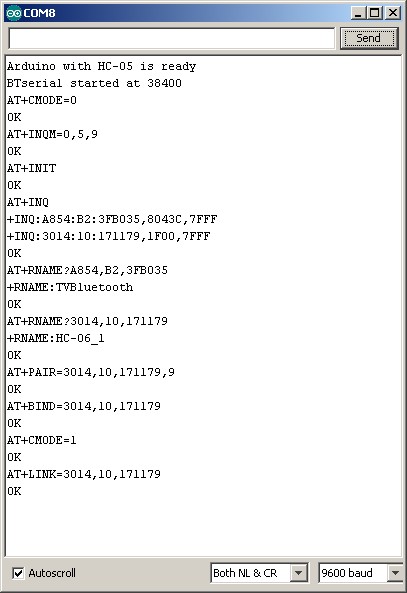 COM8
Send
Arduino with HC-05 is ready
BTserial started at 38400
AT+CMODE=0
OK
AT+INQM=0,5,9
OK
AT+INIT
OK
AT+INQ
+INQ:A854:B2:3FB035,8043C,7FFF
+INQ:3014:10:171179,1F00,7FFF
OK
AT+RNAME?A854,B2,3FB035
+RNAME:TVBluetooth
OK
AT+RNAME?3014,10,171179
+RNAME:HC-06_1
OK
AT+PAIR=3014,10,171179,9
OK
AT+BIND=3014,10,171179
OK
AT+CMODE=1
OK
AT+LINK=3014,10,171179
OK
Autoscroll Both NL & CR 9600 baud